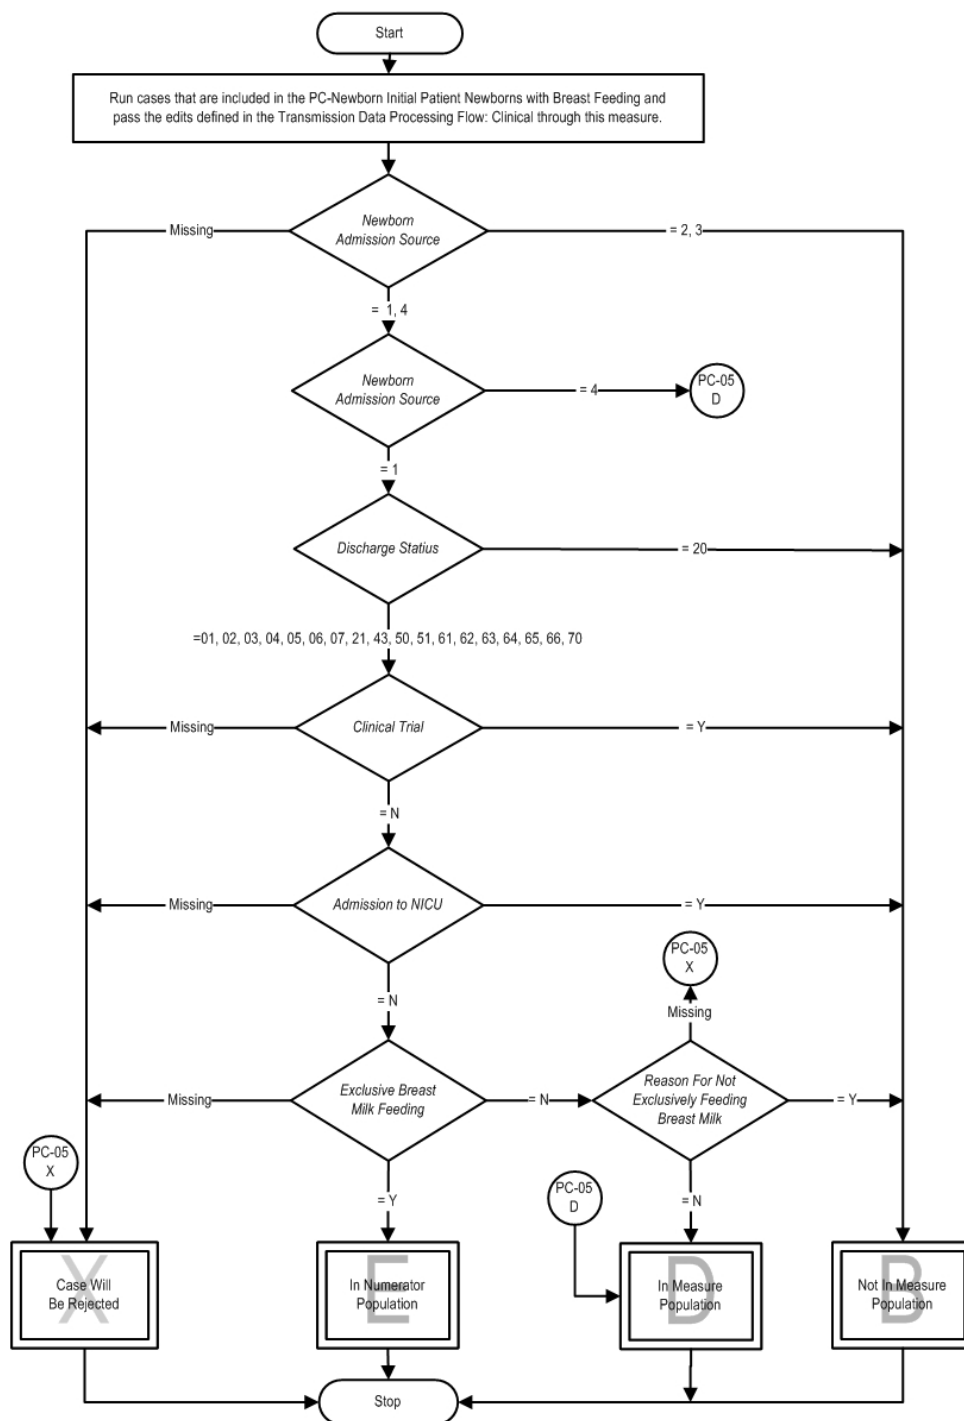 Start
Run cases that are included in the PC-Newborn Initial Patient Newborns with Breast Feeding and
pass the edits defined in the Transmission Data Processing Flow: Clinical through this measure.
Newborn
Admission Source
Missing
= 2, 3
= 1, 4
Newborn
Admission Source
= 4
PC-05
D
= 1
Discharge Statius
= 20
=01, 02, 03, 04, 05, 06, 07, 21, 43, 50, 51, 61, 62, 63, 64, 65, 66, 70
Missing
Clinical Trial
= Y
= N
Missing
Admission to NICU
= Y
PC-05
X
= N
Missing
Missing
Exclusive Breast
Milk Feeding
= N
Reason For Not
Exclusively Feeding
Breast Milk
= Y
PC-05
X
= Y
PC-05
D
= N
X
Case Will
Be Rejected
E
In Numerator
Population
D
In Measure
Population
B
Not In Measure
Population
Stop